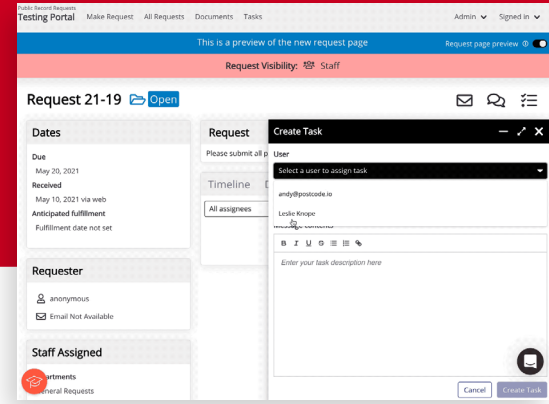 Public Record Requests
Testing Portal Make Request All Requests Documents Tasks Admin Signed in
This is a preview of the new request page Request page preview
Request Visibility: Staff
Request 21-19 Open
Dates
Due
May 20, 2021
Received
May 10, 2021 via web
Anticipated fulfillment
Fulfillment date not set
Requester
anonymous
Email Not Available
Staff Assigned
artments
General Requests
Request
Please submit all p
Timeline D
All assignees
Create Task
User
Select a user to assign task
andy@postcode.io
Leslie Knope
Message contents
B I U S
Enter your task description here
Cancel Create Task